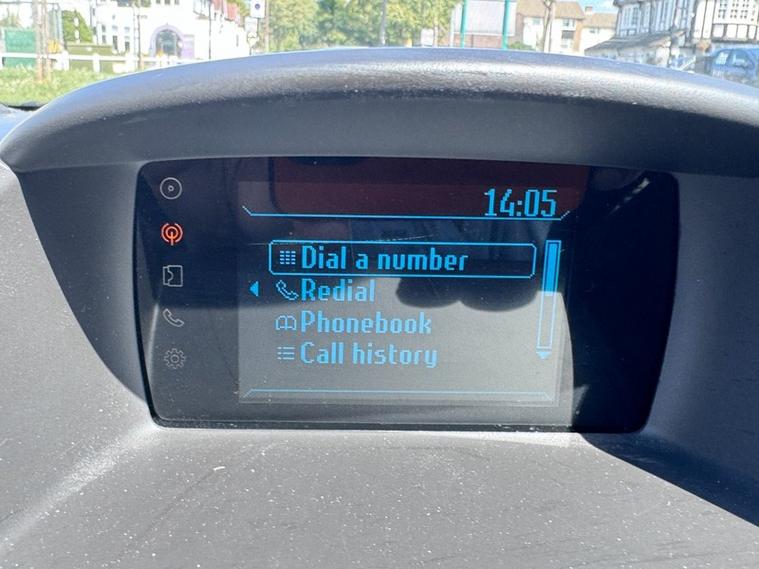 14:05
Dial a number
Redial
Phonebook
Call history